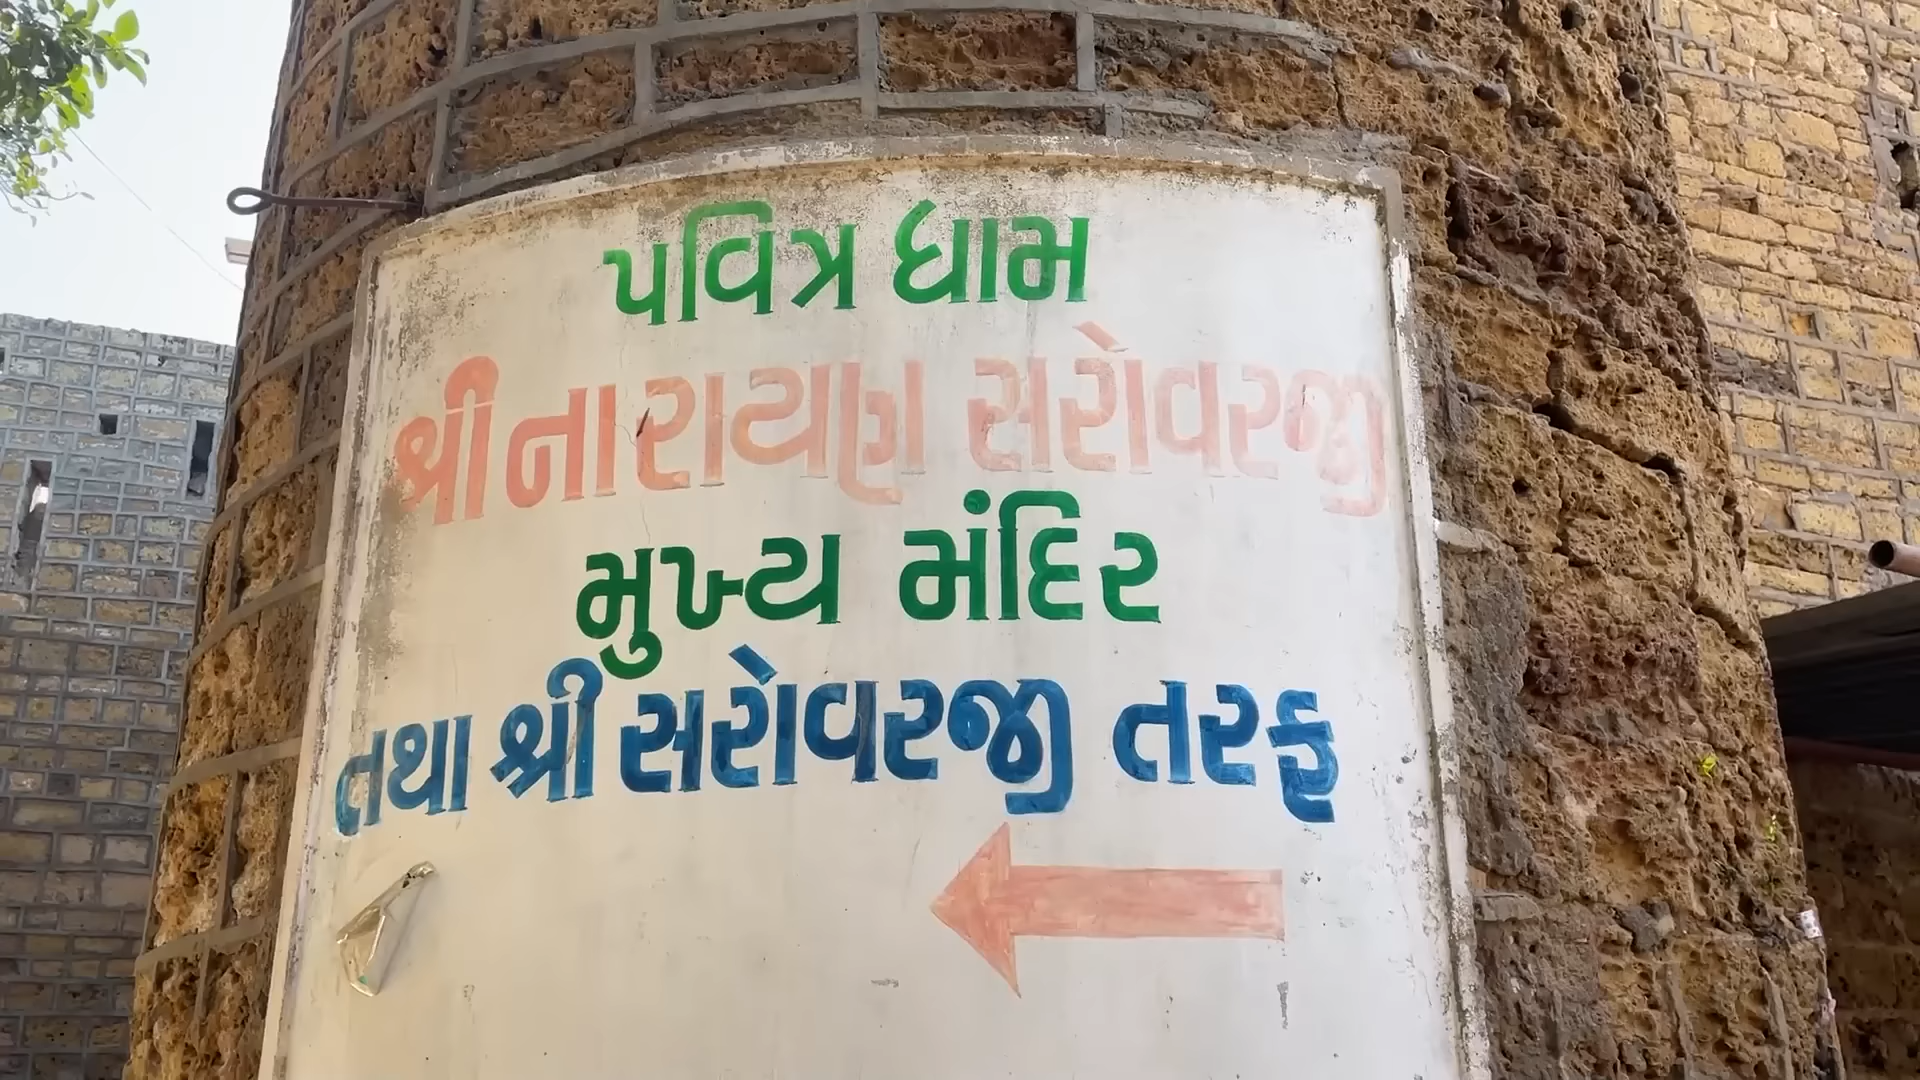 પવિત્ર ધામ
શ્રી નારાયણ સરોવરજી
મુખ્ય મંદિર
તથા શ્રી સરોવરજી તરફ